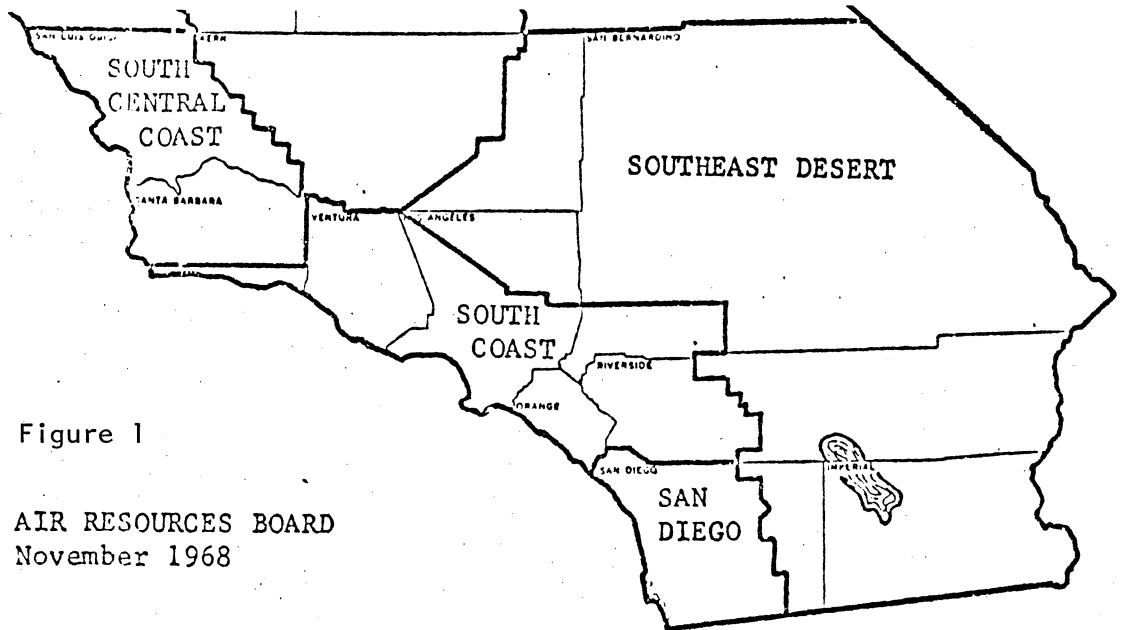 SAN LUIS OBISPO
KERN
SAN BERNARDINO
SOUTH
CENTRAL
COAST
SOUTHEAST DESERT
SANTA BARBARA
VENTURA
LOS ANGELES
SOUTH
COAST
RIVERSIDE
ORANGE
Figure 1
SAN DIEGO
IMPERIAL
SAN
DIEGO
AIR RESOURCES BOARD
November 1968